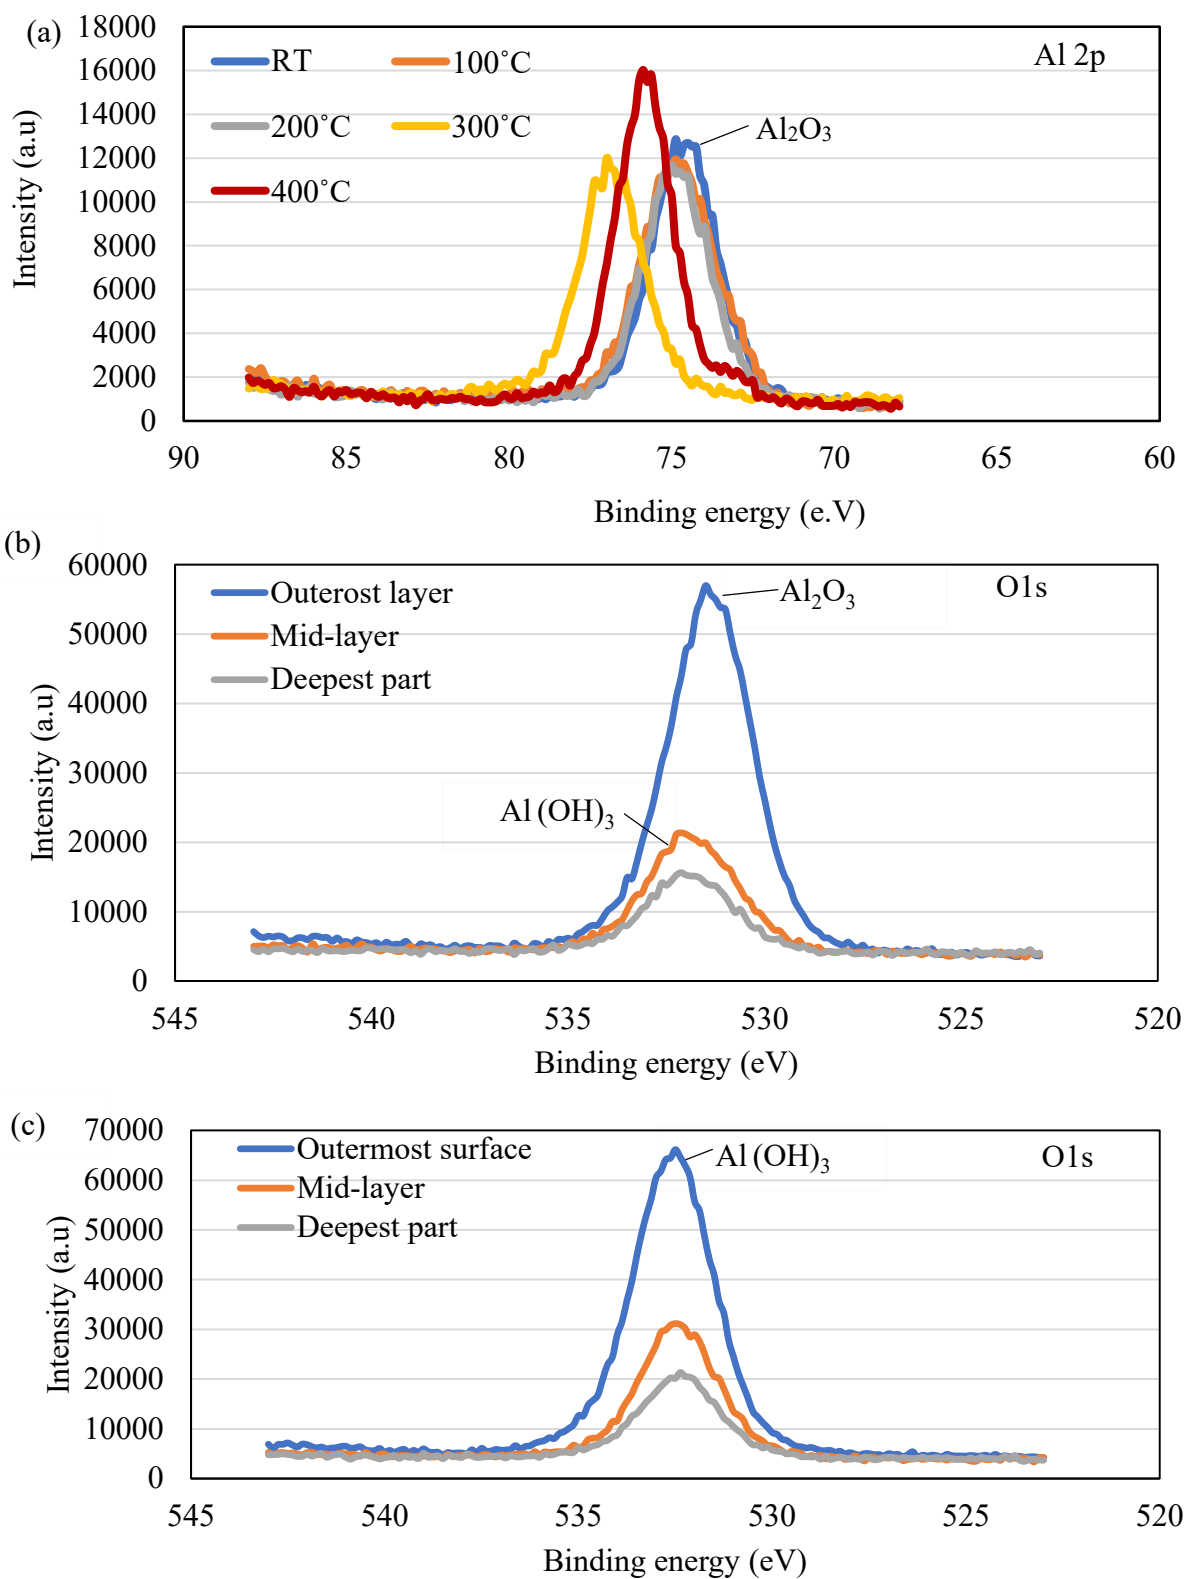 (a)
18000
16000
14000
12000
10000
8000
6000
4000
2000
0
Intensity (a.u)
RT
100˚C
200˚C
300˚C
400˚C
Al 2p
Al₂O₃
90 85 80 75 70 65 60
Binding energy (e.V)
(b)
60000
50000
40000
30000
20000
10000
0
Intensity (a.u)
Outerost layer
Mid-layer
Deepest part
O1s
Al₂O₃
Al (OH)₃
545 540 535 530 525 520
Binding energy (eV)
(c)
70000
60000
50000
40000
30000
20000
10000
0
Intensity (a.u)
Outermost surface
Mid-layer
Deepest part
Al (OH)₃
O1s
545 540 535 530 525 520
Binding energy (eV)